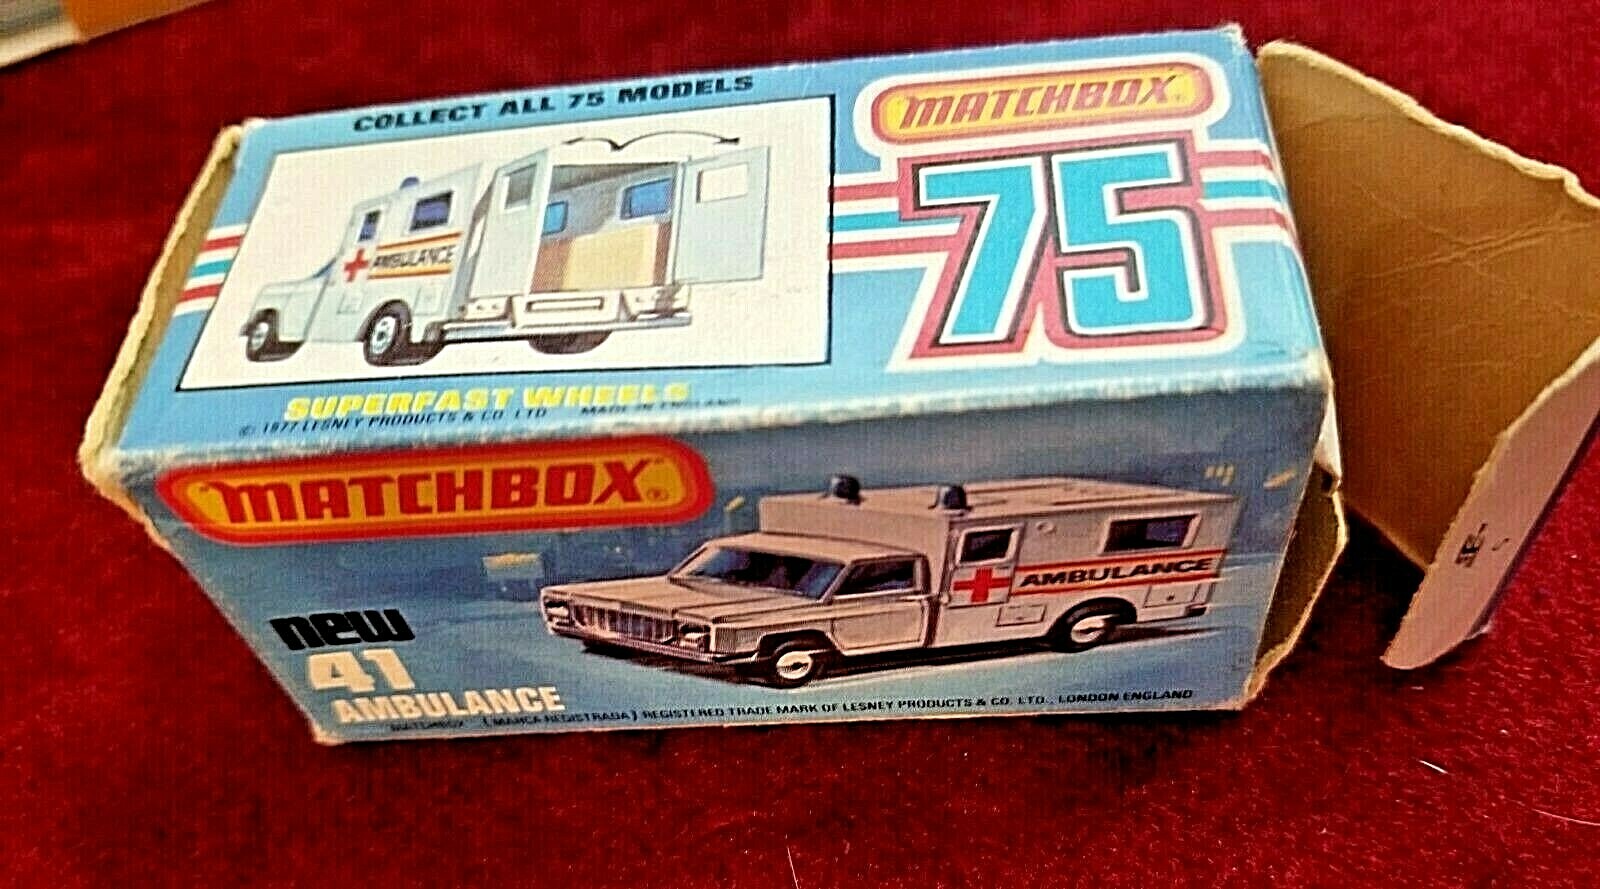 COLLECT ALL 75 MODELS
MATCHBOX®
75
AMBULANCE
SUPERFAST WHEELS
© 1977 LESNEY PRODUCTS & CO. LTD MADE IN ENGLAND
MATCHBOX®
AMBULANCE
new
41
AMBULANCE
MATCHBOX (MARCA REGISTRADA) REGISTERED TRADE MARK OF LESNEY PRODUCTS & CO. LTD., LONDON ENGLAND